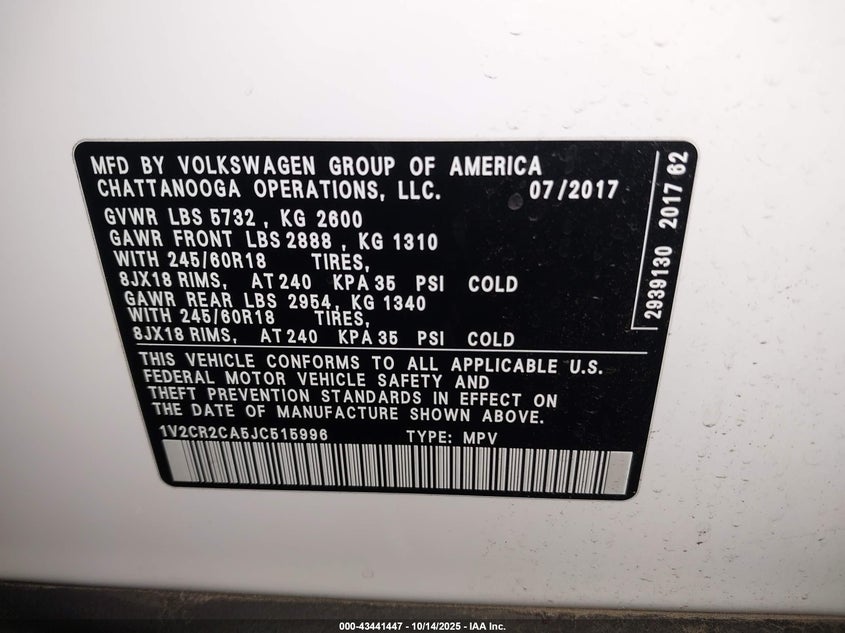 MFD BY VOLKSWAGEN GROUP OF AMERICA
CHATTANOOGA OPERATIONS, LLC. 07/2017
GVWR LBS 5732, KG 2600
GAWR FRONT LBS 2888, KG 1310
WITH 245/60R18 TIRES,
8JX18 RIMS, AT 240 KPA 35 PSI COLD
GAWR REAR LBS 2954, KG 1340
WITH 245/60R18 TIRES,
8JX18 RIMS, AT 240 KPA 35 PSI COLD
THIS VEHICLE CONFORMS TO ALL APPLICABLE U.S.
FEDERAL MOTOR VEHICLE SAFETY AND
THEFT PREVENTION STANDARDS IN EFFECT ON
THE DATE OF MANUFACTURE SHOWN ABOVE.
1V2CR2CA5JC515996 TYPE: MPV
2939130 2017 62
000-43441447 - 10/14/2025 - IAA Inc.